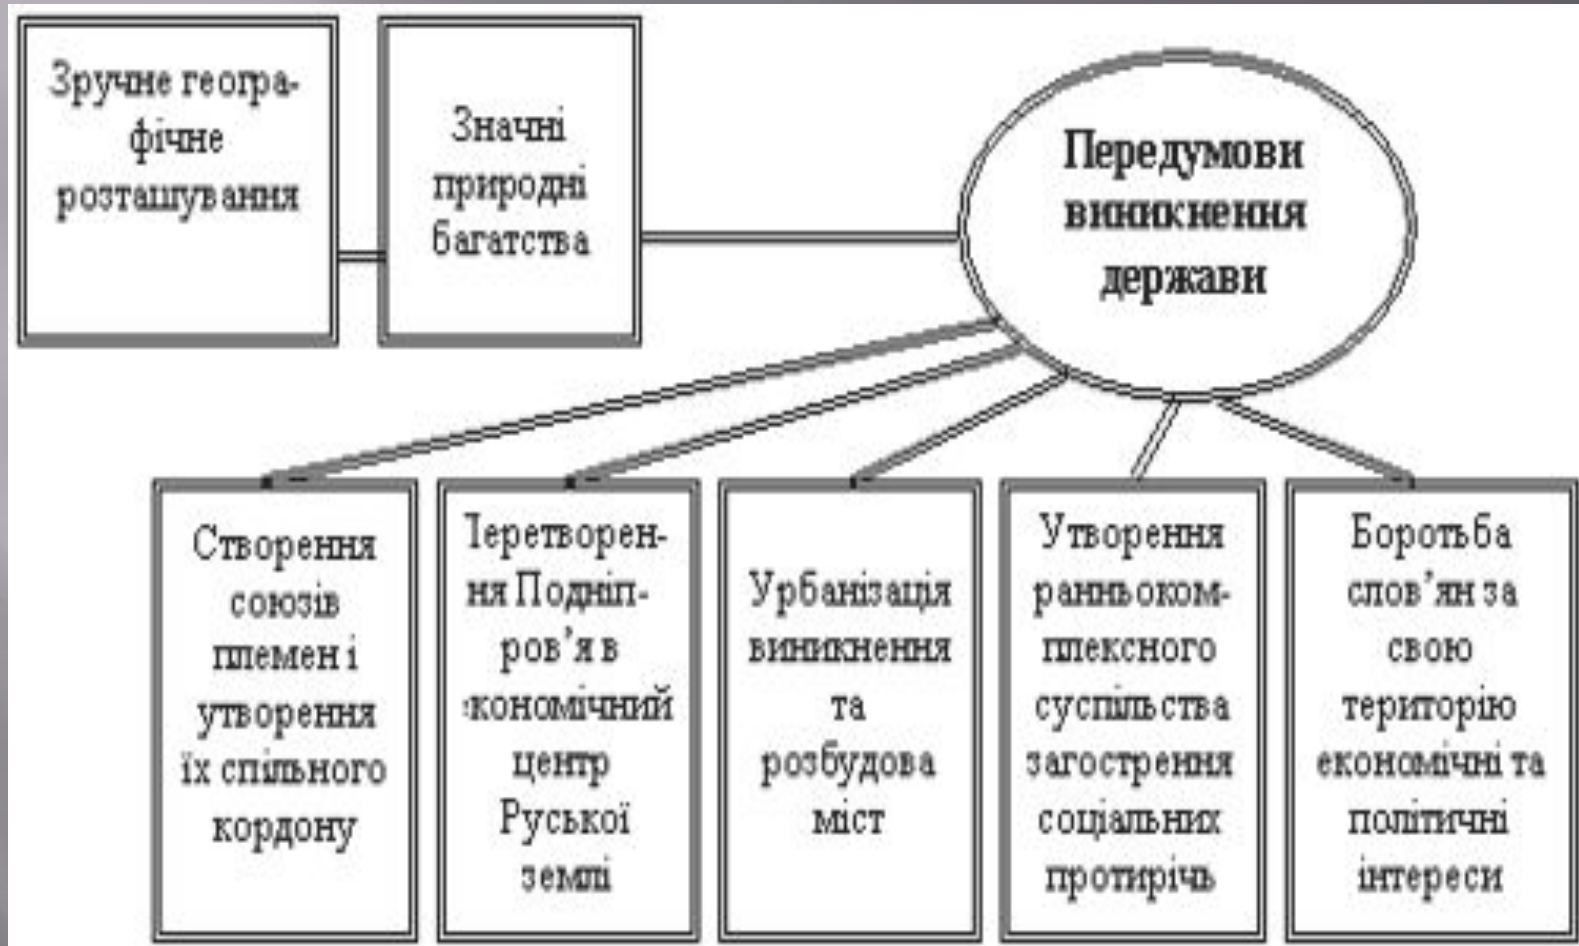 Зручне геогра-
фічне
розташування
Значні
природні
багатства
Передумови
виникнення
держави
Створення
союзів
племен і
утворення
їх спільного
кордону
Іеретворен-
ня Подніп-
ров’я в
кономічний
центр
Руської
землі
Урбанізація
виникнення
та
розбудова
міст
Утворення
ранньоком-
плексного
суспільства
загострення
соціальних
протирічь
Боротьба
слов’ян за
свою
територію
економічні та
політичні
інтереси